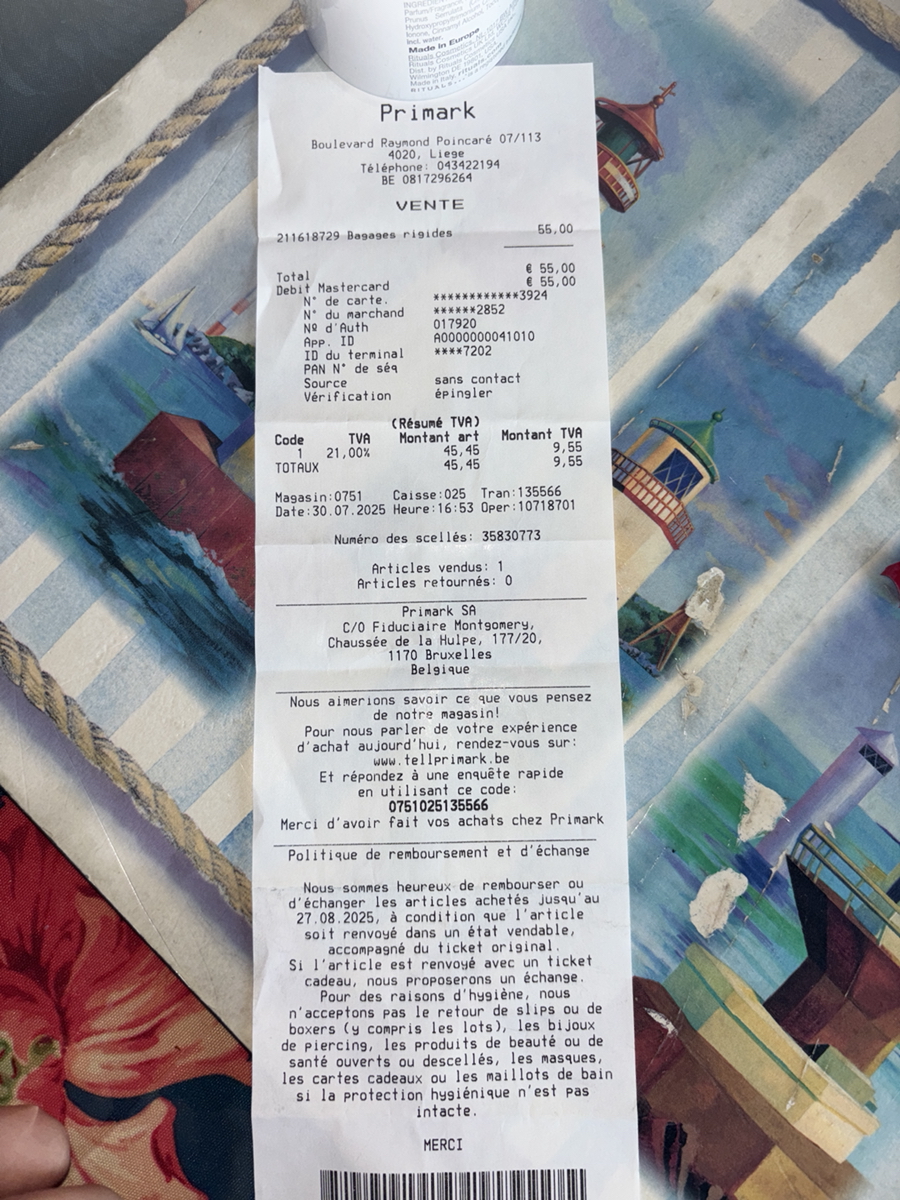 Made in Europe
Primark
Boulevard Raymond Poincaré 07/113
4020, Liege
Téléphone: 043422194
BE 0817296264
VENTE
211618729 Bagages rigides 55,00
Total € 55,00
Debit Mastercard € 55,00
N° de carte. ************3924
N° du marchand ******2852
Nº d'Auth 017920
App. ID A0000000041010
ID du terminal ****7202
PAN N° de séq
Source sans contact
Vérification épingler
(Résumé TVA)
Code TVA Montant art Montant TVA
1 21,00% 45,45 9,55
TOTAUX 45,45 9,55
Magasin:0751 Caisse:025 Tran:135566
Date:30.07.2025 Heure:16:53 Oper:10718701
Numéro des scellés: 35830773
Articles vendus: 1
Articles retournés: 0
Primark SA
C/O Fiduciaire Montgomery,
Chaussée de la Hulpe, 177/20,
1170 Bruxelles
Belgique
Nous aimerions savoir ce que vous pensez
de notre magasin!
Pour nous parler de votre expérience
d'achat aujourd'hui, rendez-vous sur:
www.tellprimark.be
Et répondez à une enquête rapide
en utilisant ce code:
0751025135566
Merci d'avoir fait vos achats chez Primark
Politique de remboursement et d'échange
Nous sommes heureux de rembourser ou
d'échanger les articles achetés jusqu'au
27.08.2025, à condition que l'article
soit renvoyé dans un état vendable,
accompagné du ticket original.
Si l'article est renvoyé avec un ticket
cadeau, nous proposerons un échange.
Pour des raisons d'hygiène, nous
n'acceptons pas le retour de slips ou de
boxers (y compris les lots), les bijoux
de piercing, les produits de beauté ou de
santé ouverts ou descellés, les masques,
les cartes cadeaux ou les maillots de bain
si la protection hygiénique n'est pas
intacte.
MERCI